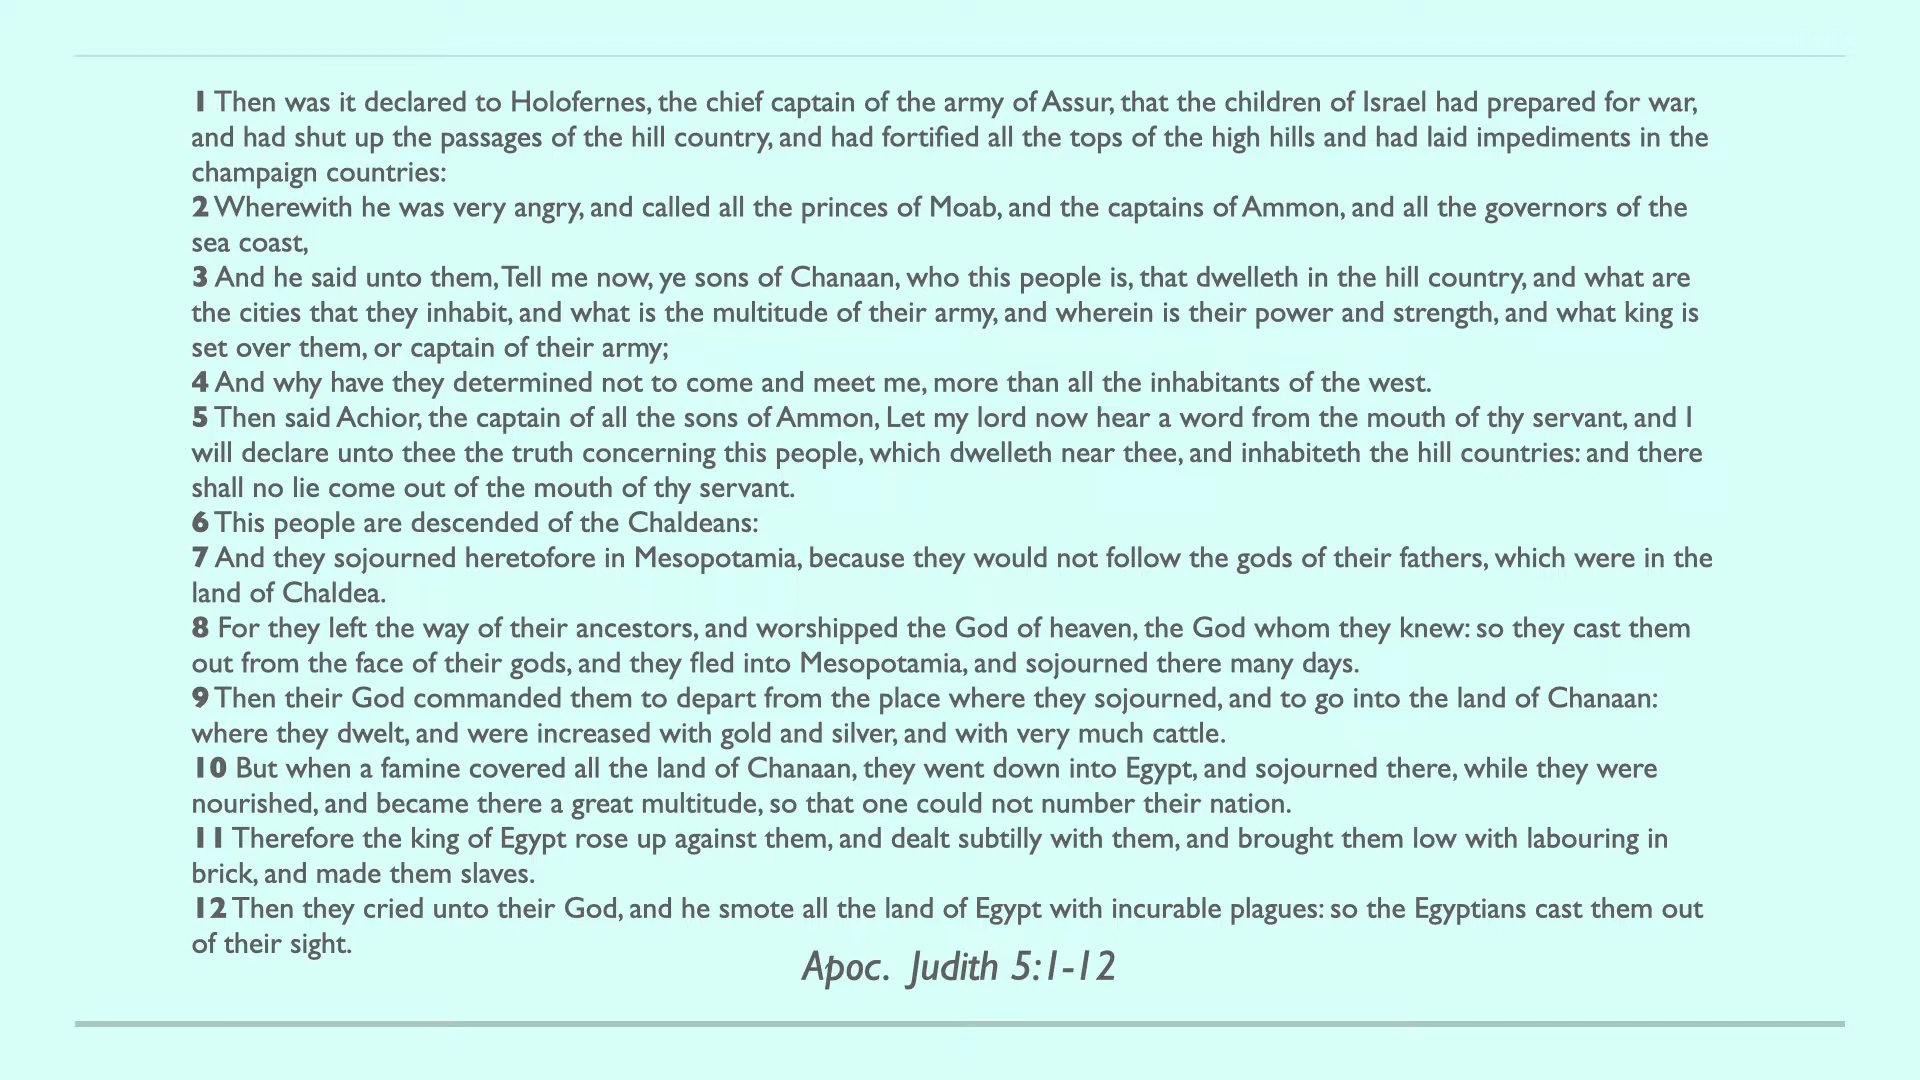 1 Then was it declared to Holofernes, the chief captain of the army of Assur, that the children of Israel had prepared for war,
and had shut up the passages of the hill country, and had fortified all the tops of the high hills and had laid impediments in the
champaign countries:
2 Wherewith he was very angry, and called all the princes of Moab, and the captains of Ammon, and all the governors of the
sea coast,
3 And he said unto them, Tell me now, ye sons of Chanaan, who this people is, that dwelleth in the hill country, and what are
the cities that they inhabit, and what is the multitude of their army, and wherein is their power and strength, and what king is
set over them, or captain of their army;
4 And why have they determined not to come and meet me, more than all the inhabitants of the west.
5 Then said Achior, the captain of all the sons of Ammon, Let my lord now hear a word from the mouth of thy servant, and I
will declare unto thee the truth concerning this people, which dwelleth near thee, and inhabiteth the hill countries: and there
shall no lie come out of the mouth of thy servant.
6 This people are descended of the Chaldeans:
7 And they sojourned heretofore in Mesopotamia, because they would not follow the gods of their fathers, which were in the
land of Chaldea.
8 For they left the way of their ancestors, and worshipped the God of heaven, the God whom they knew: so they cast them
out from the face of their gods, and they fled into Mesopotamia, and sojourned there many days.
9 Then their God commanded them to depart from the place where they sojourned, and to go into the land of Chanaan:
where they dwelt, and were increased with gold and silver, and with very much cattle.
10 But when a famine covered all the land of Chanaan, they went down into Egypt, and sojourned there, while they were
nourished, and became there a great multitude, so that one could not number their nation.
11 Therefore the king of Egypt rose up against them, and dealt subtilly with them, and brought them low with labouring in
brick, and made them slaves.
12 Then they cried unto their God, and he smote all the land of Egypt with incurable plagues: so the Egyptians cast them out
of their sight.
Apoc. Judith 5:1-12